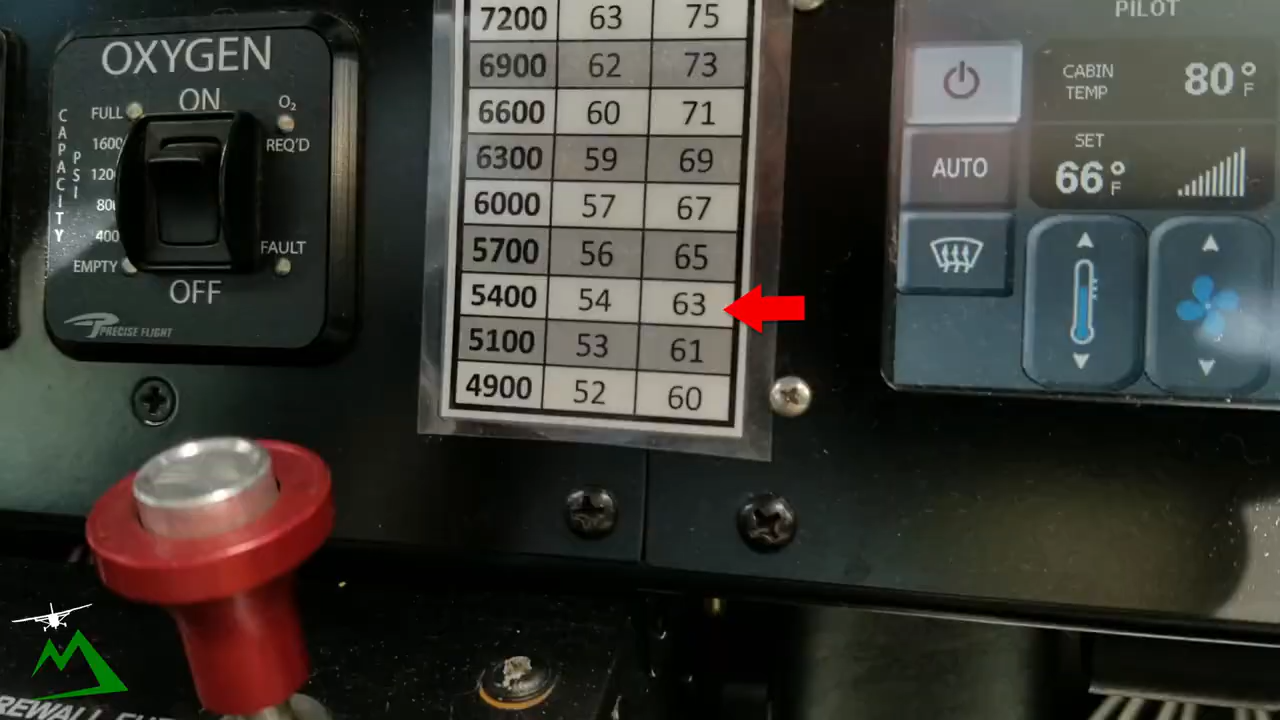 OXYGEN
ON
FULL
1600
120
80
400
EMPTY
CAPACITY
PSI
O₂
REQ'D
FAULT
OFF
PRECISE FLIGHT
7200 63 75
6900 62 73
6600 60 71
6300 59 69
6000 57 67
5700 56 65
5400 54 63
5100 53 61
4900 52 60
PILOT
CABIN TEMP 80°F
AUTO
SET
66°F